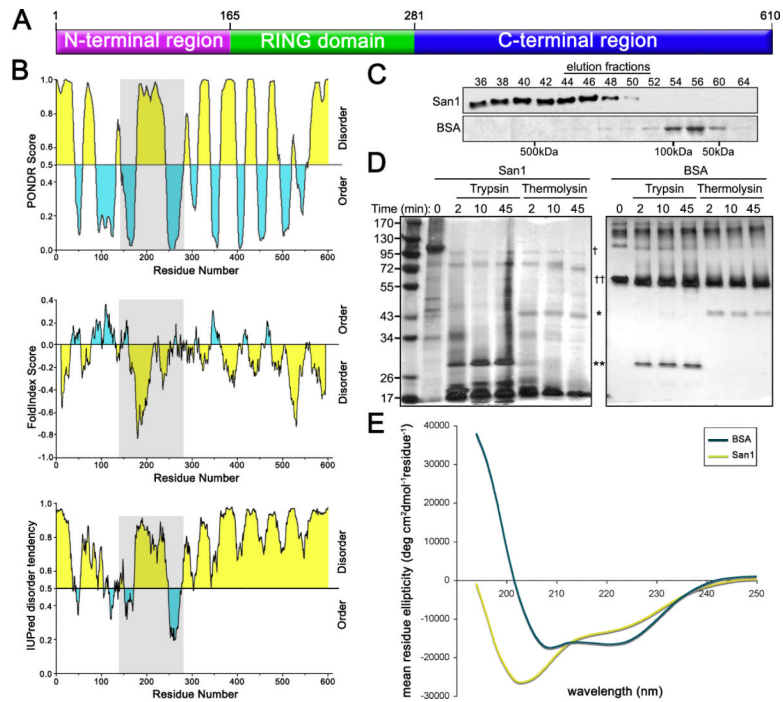 A
1 165 281 610
N-terminal region RING domain C-terminal region
B
PONDR Score
1.0
0.8
0.6
0.5
0.4
0.2
0.0
Disorder
Order
0 100 200 300 400 500 600
Residue Number
FoldIndex Score
0.4
0.2
0.0
-0.2
-0.4
-0.6
-0.8
-1.0
Order
Disorder
0 100 200 300 400 500 600
Residue Number
IUPred disorder tendency
1.0
0.8
0.6
0.5
0.4
0.2
0.0
Disorder
Order
0 100 200 300 400 500 600
Residue Number
C
elution fractions
36 38 40 42 44 46 48 50 52 54 56 60 64
San1
BSA
500kDa 100kDa 50kDa
D
San1 BSA
Trypsin Thermolysin Trypsin Thermolysin
Time (min): 0 2 10 45 2 10 45 0 2 10 45 2 10 45
170
130
95
72
55
43
34
26
17
†
††
*
**
E
BSA
San1
mean residue ellipticity (deg cm²dmol⁻¹residue⁻¹)
40000
30000
20000
10000
0
-10000
-20000
-30000
200 210 220 230 240 250
wavelength (nm)